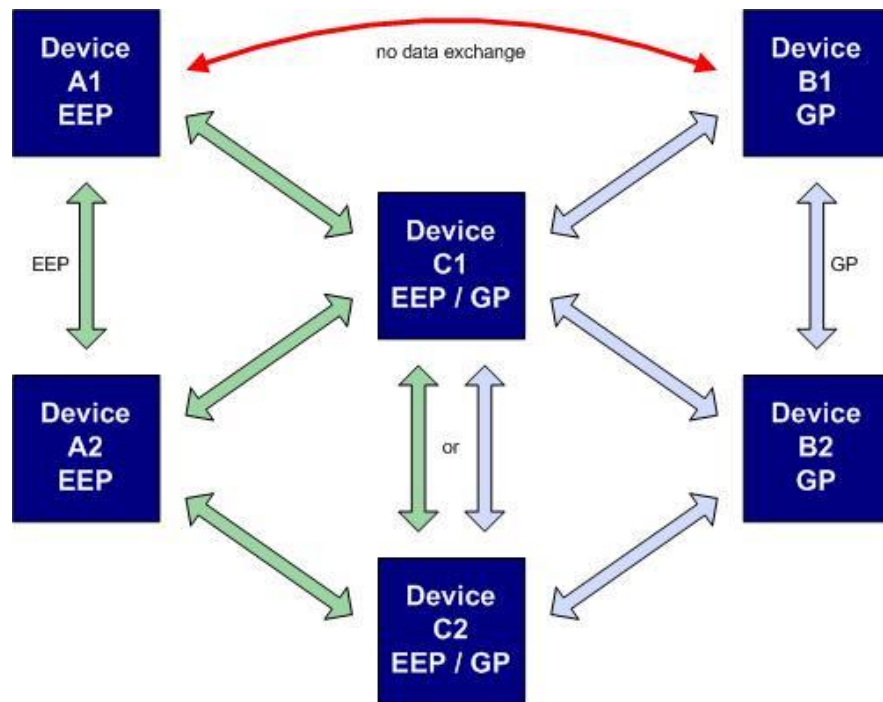 Device
A1
EEP
no data exchange
Device
B1
GP
EEP
Device
C1
EEP / GP
GP
Device
A2
EEP
or
Device
B2
GP
Device
C2
EEP / GP